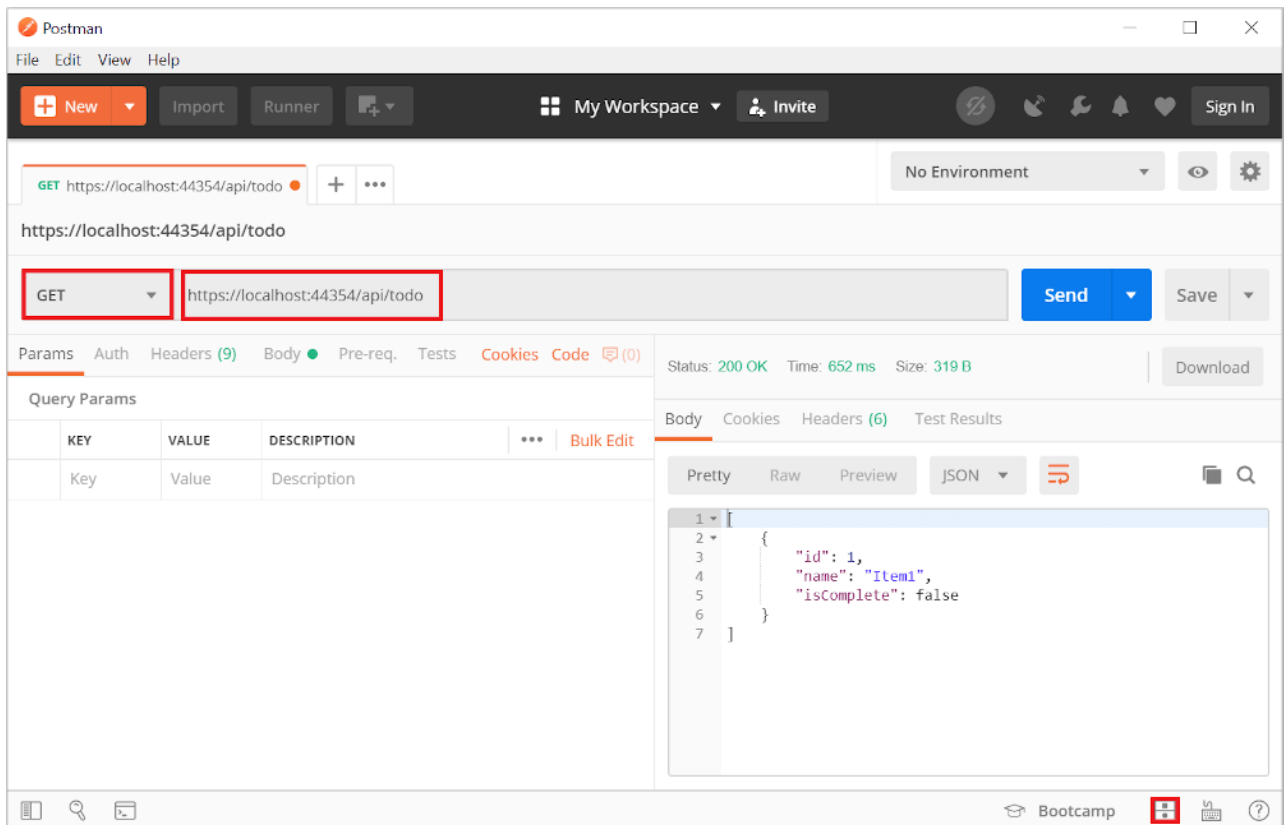 Postman
File Edit View Help
New Import Runner My Workspace Invite Sign In
GET https://localhost:44354/api/todo No Environment
https://localhost:44354/api/todo
GET https://localhost:44354/api/todo Send Save
Params Auth Headers (9) Body Pre-req. Tests Cookies Code (0)
Status: 200 OK Time: 652 ms Size: 319 B Download
Query Params
KEY VALUE DESCRIPTION Bulk Edit
Key Value Description
Body Cookies Headers (6) Test Results
Pretty Raw Preview JSON
1 [
2 {
3 "id": 1,
4 "name": "Item1",
5 "isComplete": false
6 }
7 ]
Bootcamp